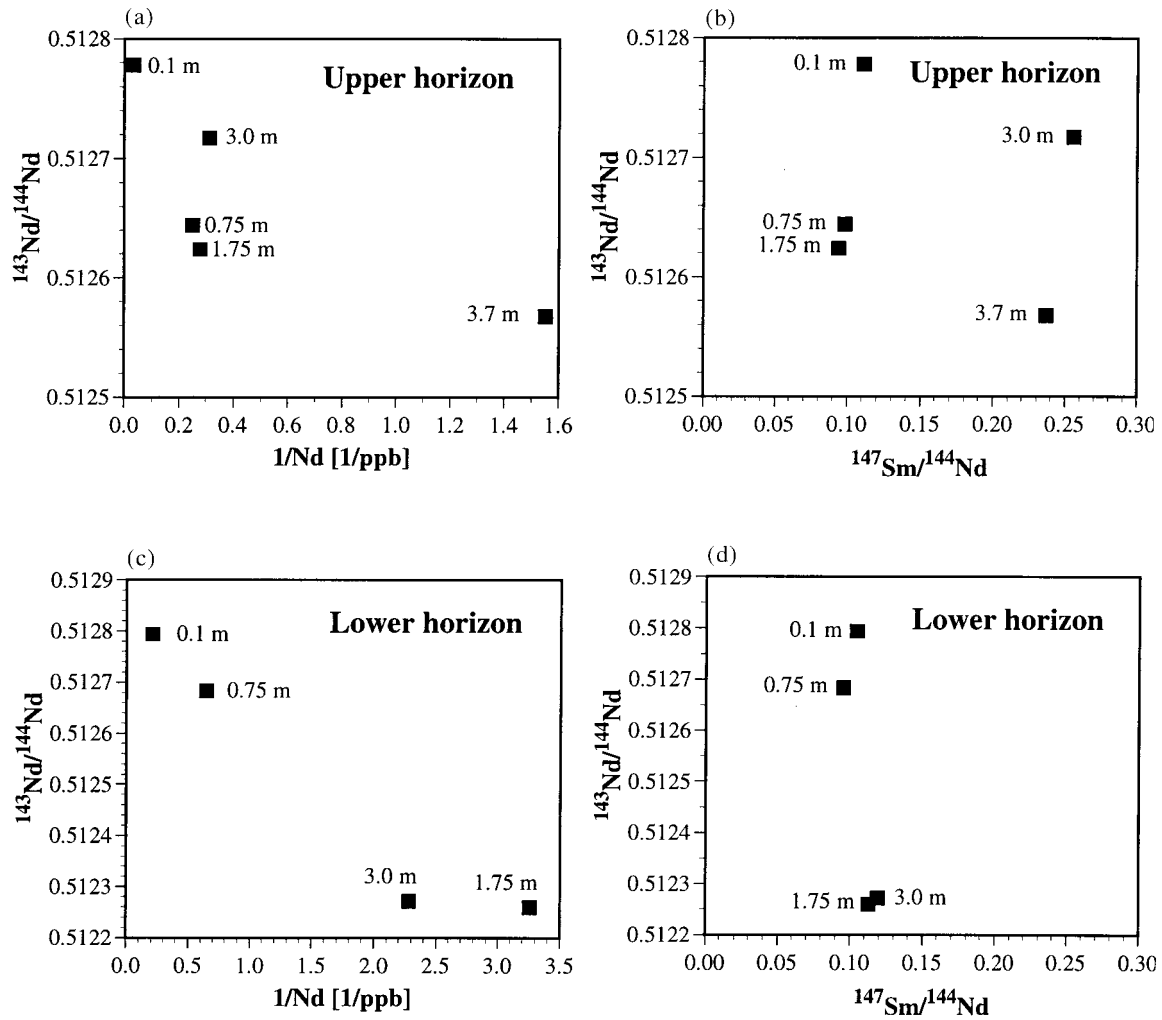 (a)
Upper horizon
0.5128
0.5127
0.5126
0.5125
¹⁴³Nd/¹⁴⁴Nd
0.1 m
3.0 m
0.75 m
1.75 m
3.7 m
0.0 0.2 0.4 0.6 0.8 1.0 1.2 1.4 1.6
1/Nd [1/ppb]
(b)
Upper horizon
0.5128
0.5127
0.5126
0.5125
¹⁴³Nd/¹⁴⁴Nd
0.1 m
3.0 m
0.75 m
1.75 m
3.7 m
0.00 0.05 0.10 0.15 0.20 0.25 0.30
¹⁴⁷Sm/¹⁴⁴Nd
(c)
Lower horizon
0.5129
0.5128
0.5127
0.5126
0.5125
0.5124
0.5123
0.5122
¹⁴³Nd/¹⁴⁴Nd
0.1 m
0.75 m
3.0 m
1.75 m
0.0 0.5 1.0 1.5 2.0 2.5 3.0 3.5
1/Nd [1/ppb]
(d)
Lower horizon
0.5129
0.5128
0.5127
0.5126
0.5125
0.5124
0.5123
0.5122
¹⁴³Nd/¹⁴⁴Nd
0.1 m
0.75 m
1.75 m
3.0 m
0.00 0.05 0.10 0.15 0.20 0.25 0.30
¹⁴⁷Sm/¹⁴⁴Nd